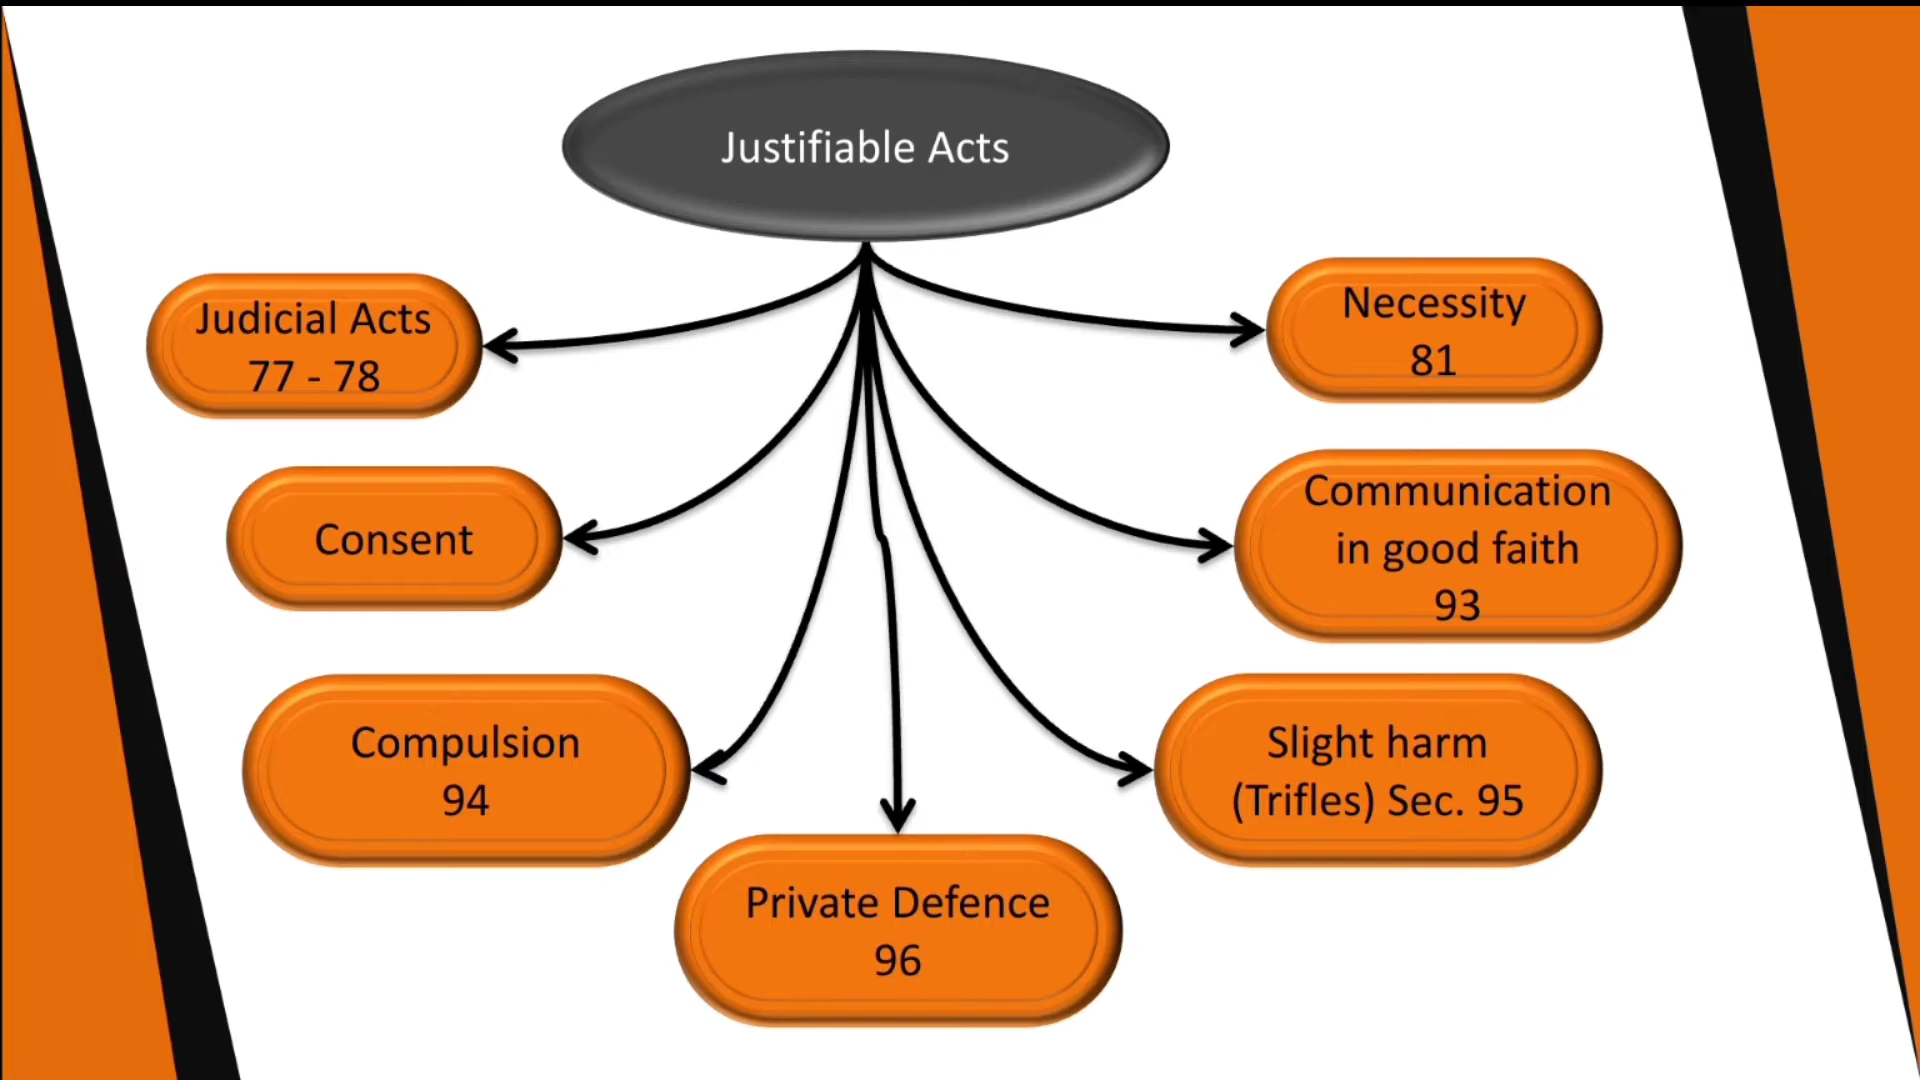 Justifiable Acts
Judicial Acts
77 - 78
Necessity
81
Consent
Communication
in good faith
93
Compulsion
94
Slight harm
(Trifles) Sec. 95
Private Defence
96